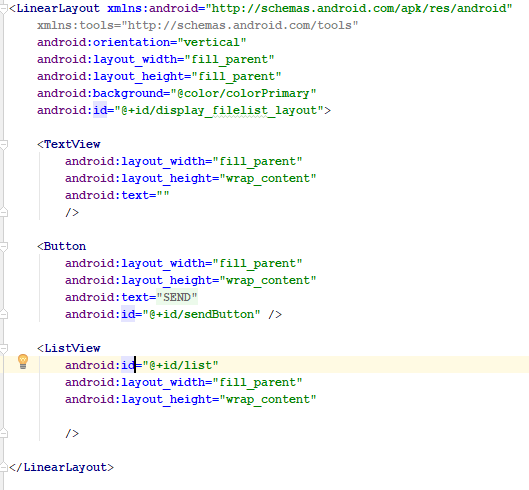 <LinearLayout xmlns:android="http://schemas.android.com/apk/res/android"
    xmlns:tools="http://schemas.android.com/tools"
    android:orientation="vertical"
    android:layout_width="fill_parent"
    android:layout_height="fill_parent"
    android:background="@color/colorPrimary"
    android:id="@+id/display_filelist_layout">

    <TextView
        android:layout_width="fill_parent"
        android:layout_height="wrap_content"
        android:text=""
        />

    <Button
        android:layout_width="fill_parent"
        android:layout_height="wrap_content"
        android:text="SEND"
        android:id="@+id/sendButton" />

    <ListView
        android:id="@+id/list"
        android:layout_width="fill_parent"
        android:layout_height="wrap_content"

        />

</LinearLayout>